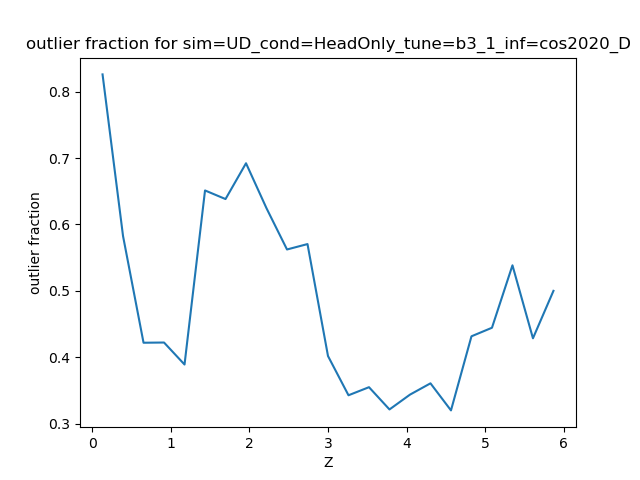 outlier fraction for sim=UD_cond=HeadOnly_tune=b3_1_inf=cos2020_D
0.8
0.7
0.6
0.5
0.4
0.3
outlier fraction
0 1 2 3 4 5 6
Z